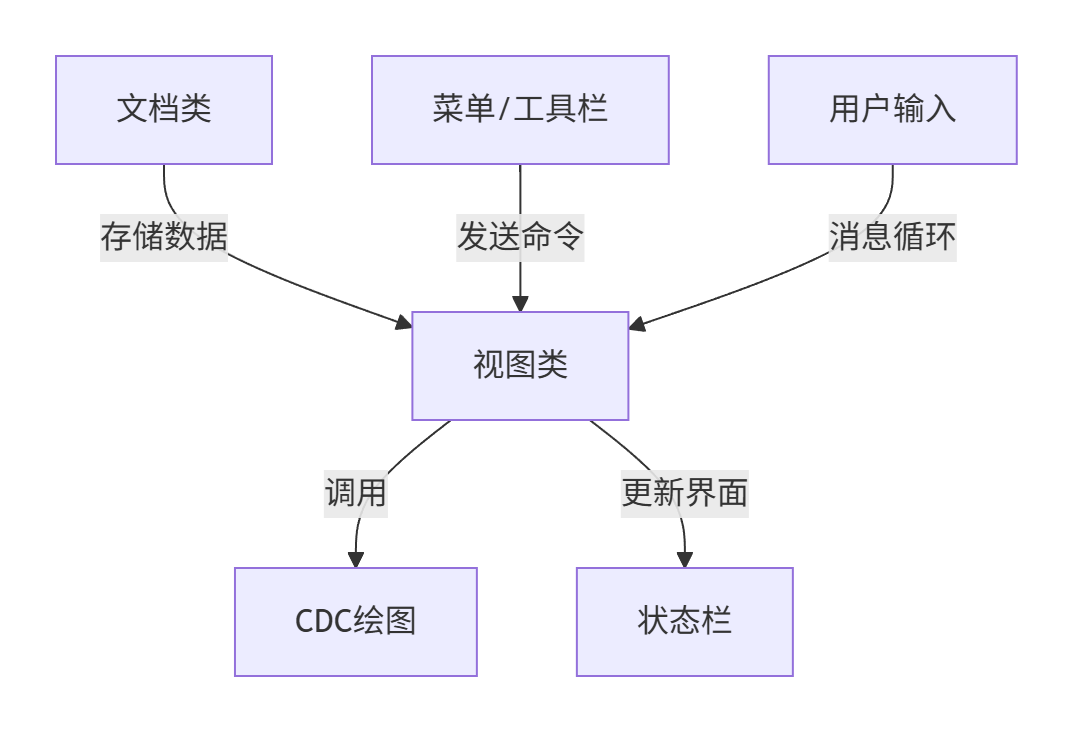 文档类
菜单/工具栏
用户输入
存储数据
发送命令
消息循环
视图类
调用
更新界面
CDC绘图
状态栏